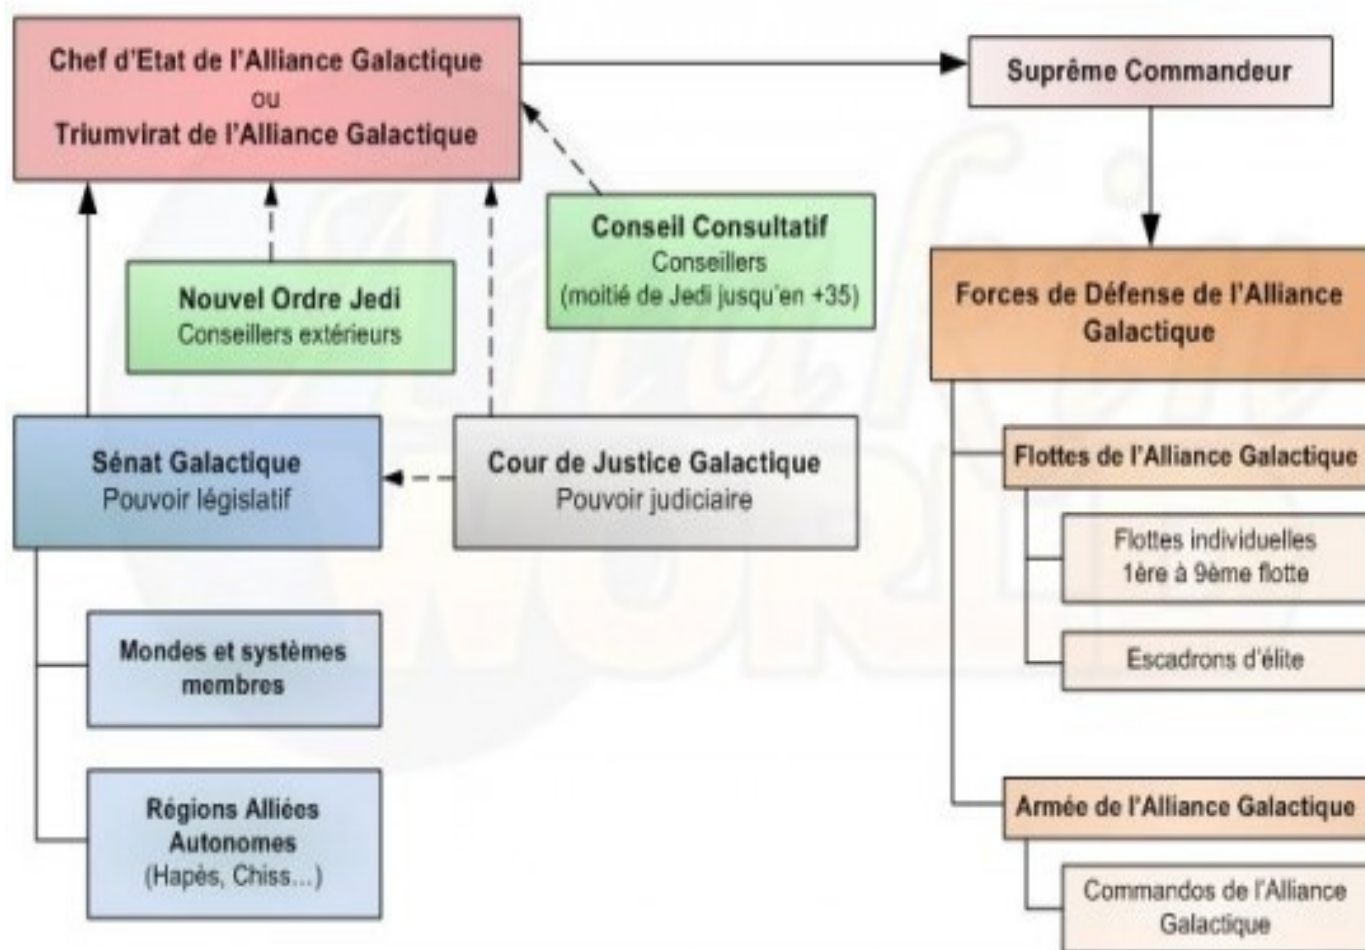 Chef d'Etat de l'Alliance Galactique
ou
Triumvirat de l'Alliance Galactique
Suprême Commandeur
Conseil Consultatif
Conseillers
(moitié de Jedi jusqu'en +35)
Nouvel Ordre Jedi
Conseillers extérieurs
Forces de Défense de l'Alliance
Galactique
Sénat Galactique
Pouvoir législatif
Cour de Justice Galactique
Pouvoir judiciaire
Flottes de l'Alliance Galactique
Flottes individuelles
1ère à 9ème flotte
Escadrons d'élite
Mondes et systèmes
membres
Régions Alliées
Autonomes
(Hapès, Chiss...)
Armée de l'Alliance Galactique
Commandos de l'Alliance
Galactique
Anakin
WORLD